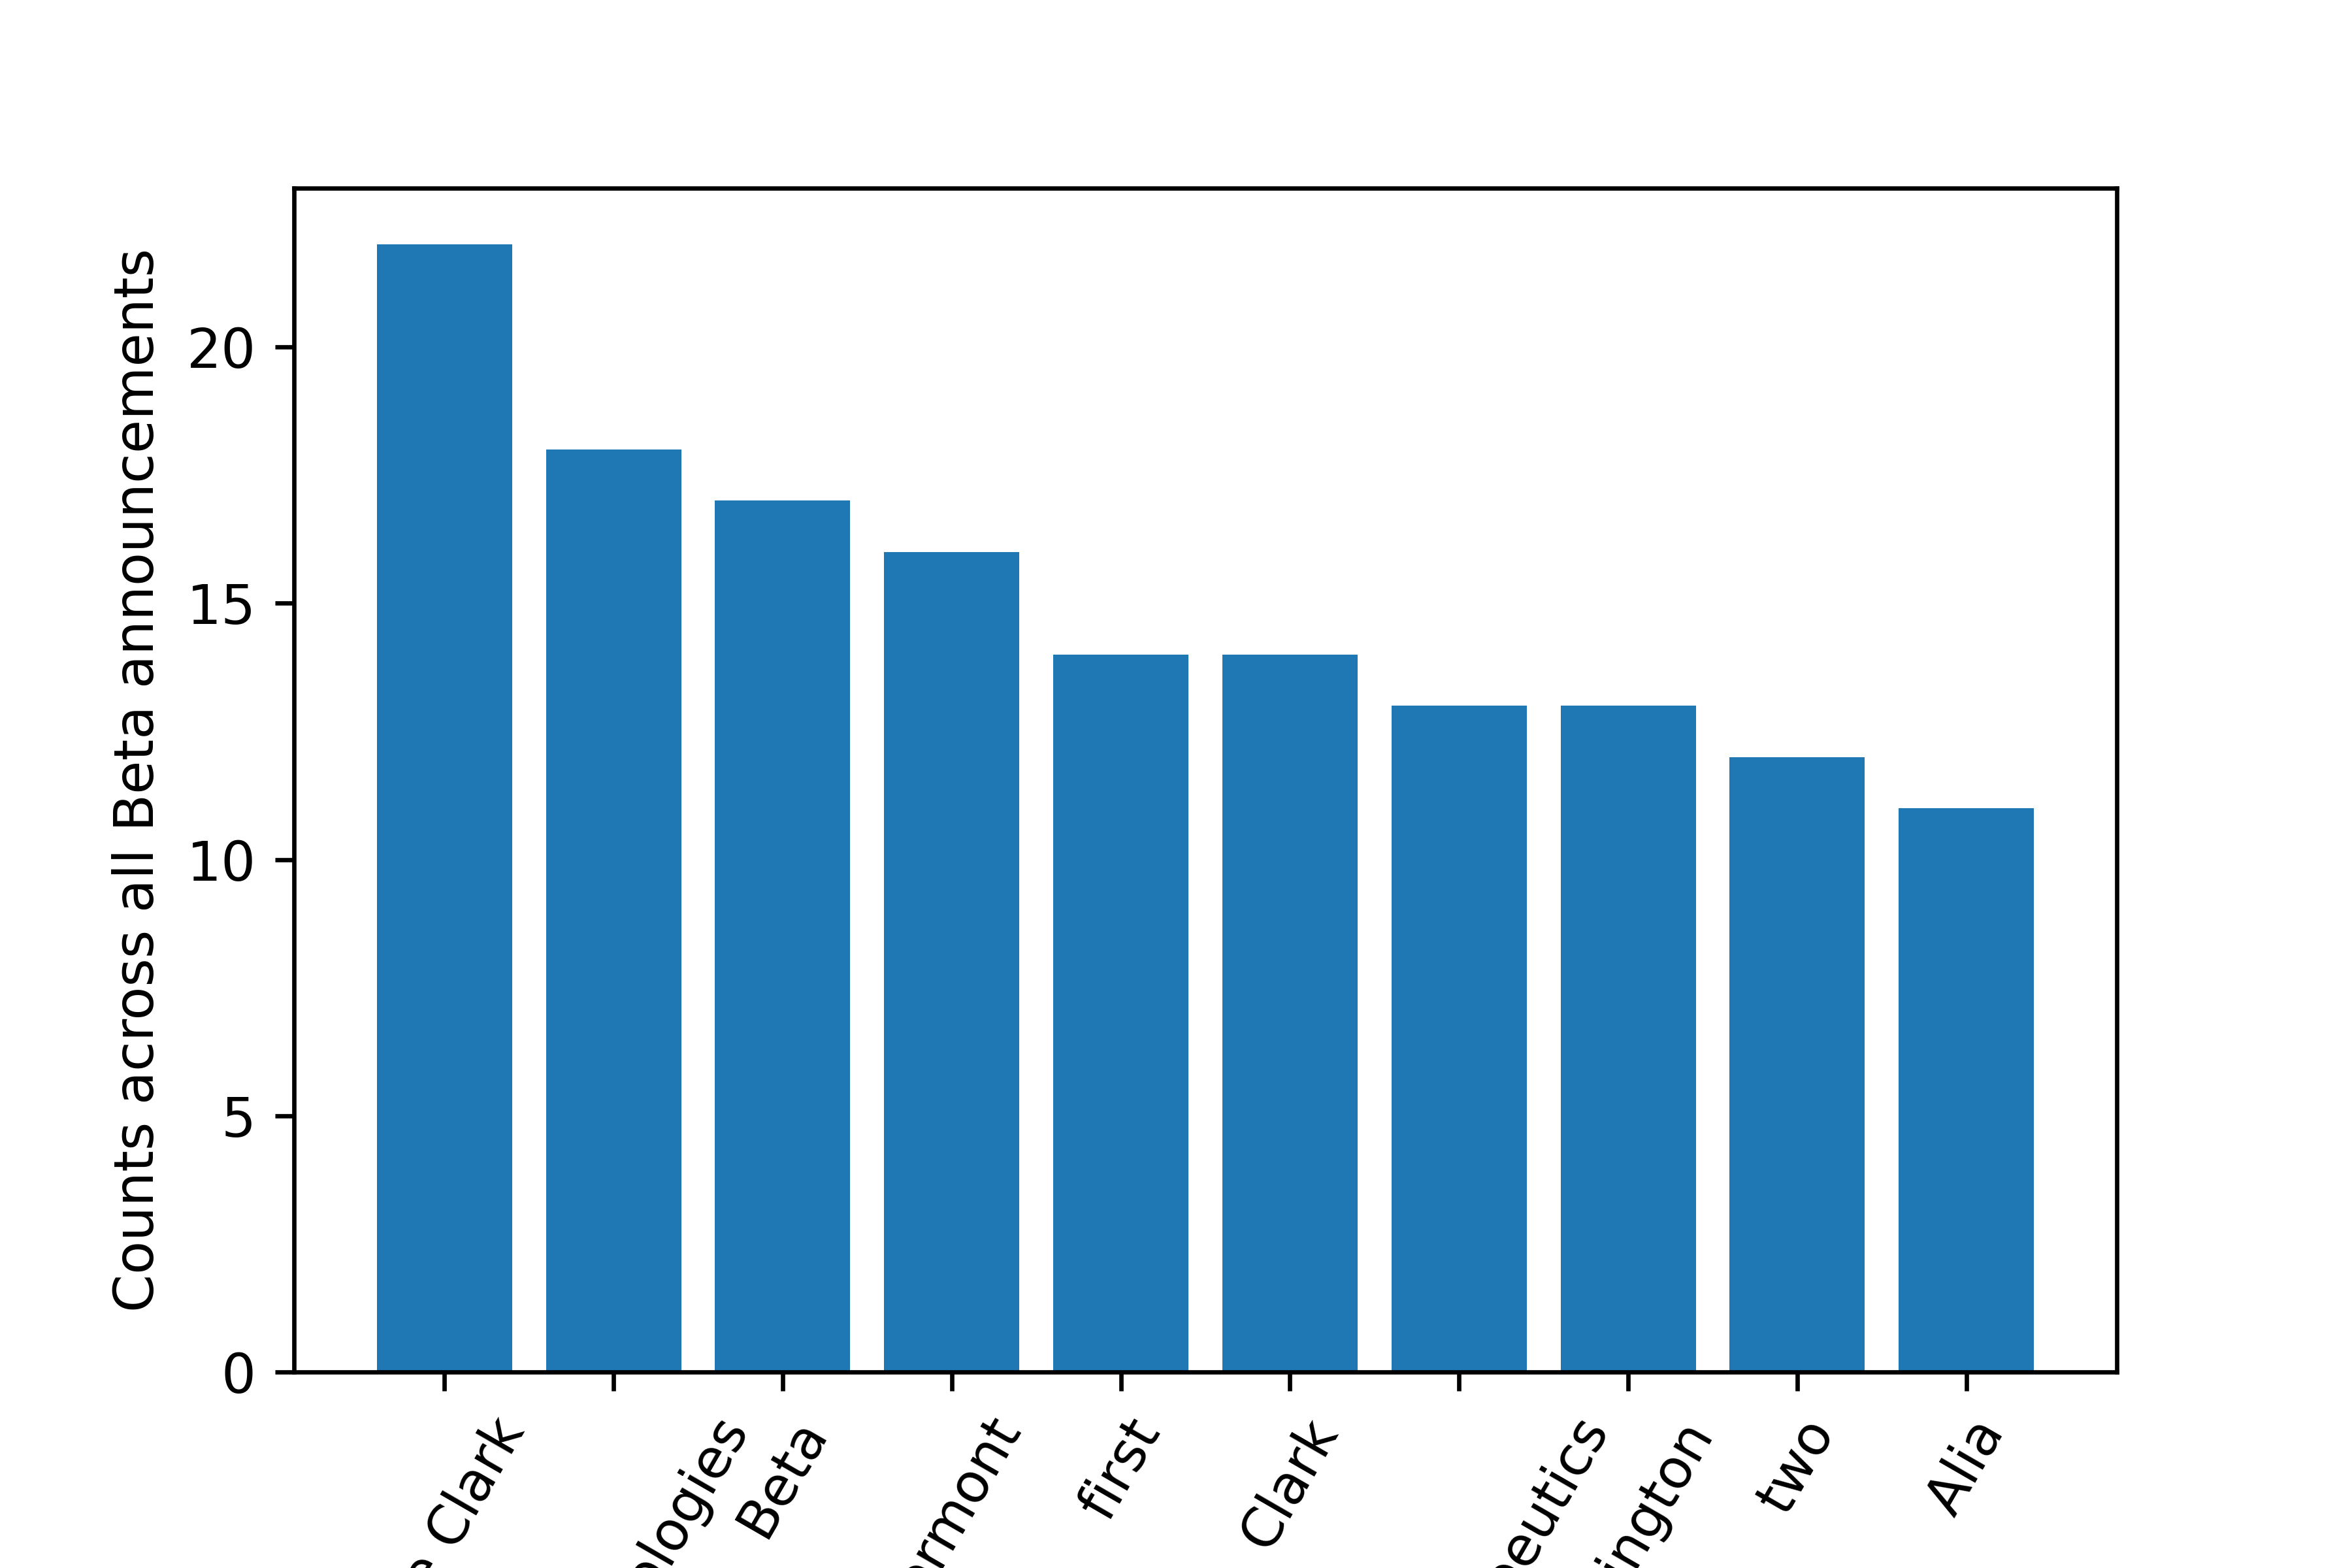 Counts across all Beta announcements
20
15
10
5
0
Clark
Beta
first
Clark
two
Alia